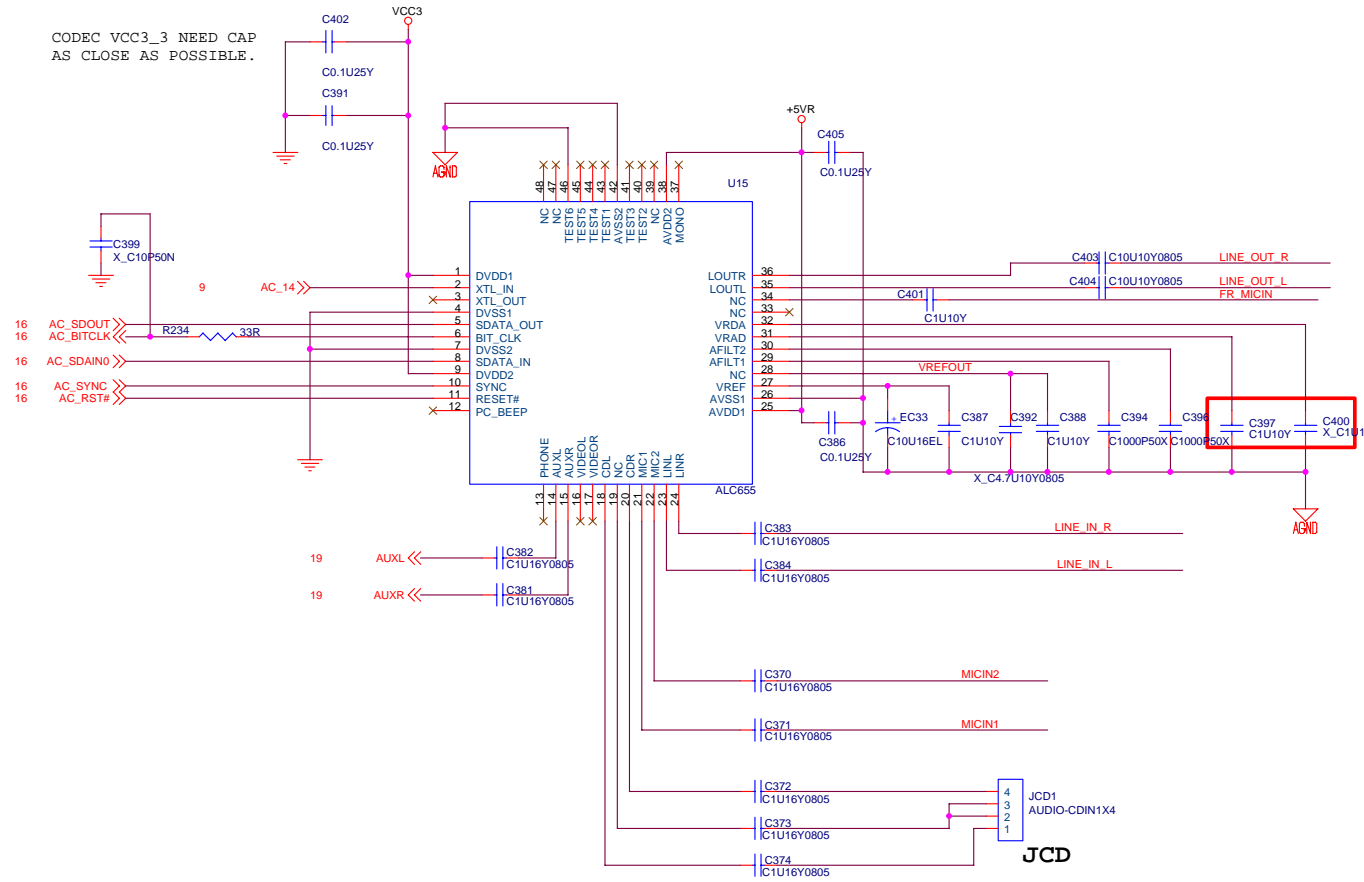 CODEC VCC3_3 NEED CAP
AS CLOSE AS POSSIBLE.
VCC3
C402
C0.1U25Y
C391
C0.1U25Y
AGND
+5VR
C405
C0.1U25Y
U15
48 47 46 45 44 43 42 41 40 39 38 37
NC NC TEST6 TEST5 TEST4 TEST1 AVSS2 TEST3 TEST2 NC AVDD2 MONO
C399
X_C10P50N
9 AC_14
16 AC_SDOUT
16 AC_BITCLK
R234 33R
16 AC_SDAIN0
16 AC_SYNC
16 AC_RST#
1 DVDD1
2 XTL_IN
3 XTL_OUT
4 DVSS1
5 SDATA_OUT
6 BIT_CLK
7 DVSS2
8 SDATA_IN
9 DVDD2
10 SYNC
11 RESET#
12 PC_BEEP
LOUTR 36
LOUTL 35
NC 34
NC 33
VRDA 32
VRAD 31
AFILT2 30
AFILT1 29
NC 28
VREF 27
AVSS1 26
AVDD1 25
C403 C10U10Y0805 LINE_OUT_R
C404 C10U10Y0805 LINE_OUT_L
C401 FR_MICIN
C1U10Y
VREFOUT
C386
C0.1U25Y
EC33
+
C10U16EL
C387
C1U10Y
C392
X_C4.7U10Y0805
C388
C1U10Y
C394
C1000P50X
C396
C1000P50X
C397
C1U10Y
C400
X_C1U1
AGND
PHONE AUXL AUXR VIDEOL VIDEOR CDL NC CDR MIC1 MIC2 LINL LINR
13 14 15 16 17 18 19 20 21 22 23 24
ALC655
C383 LINE_IN_R
C1U16Y0805
C384 LINE_IN_L
C1U16Y0805
19 AUXL C382
C1U16Y0805
19 AUXR C381
C1U16Y0805
C370 MICIN2
C1U16Y0805
C371 MICIN1
C1U16Y0805
C372
C1U16Y0805
C373
C1U16Y0805
C374
C1U16Y0805
4
3
2
1
JCD1
AUDIO-CDIN1X4
JCD